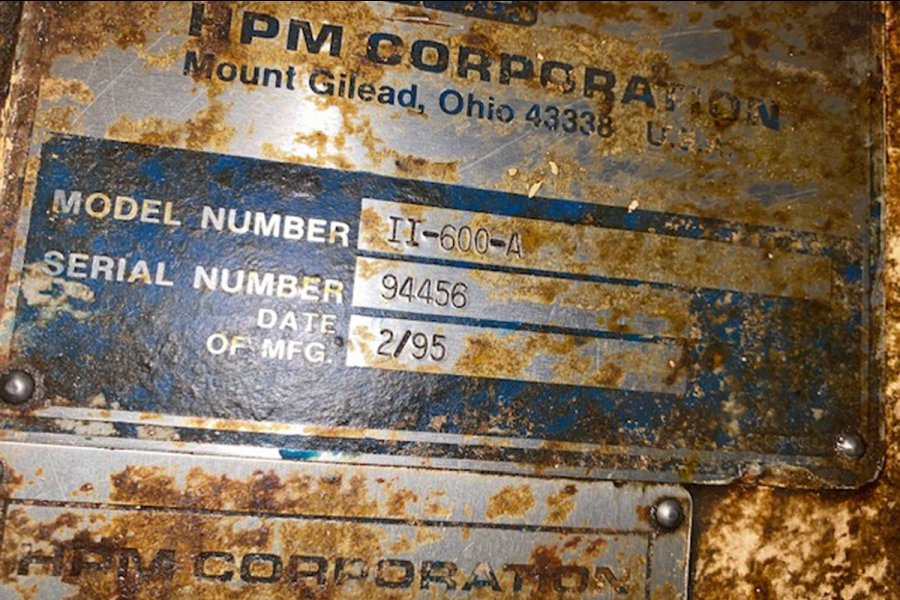 HPM CORPORATION
Mount Gilead, Ohio 43338 U.S.A.
MODEL NUMBER II-600-A
SERIAL NUMBER 94456
DATE
OF MFG. 2/95
HPM CORPORATION